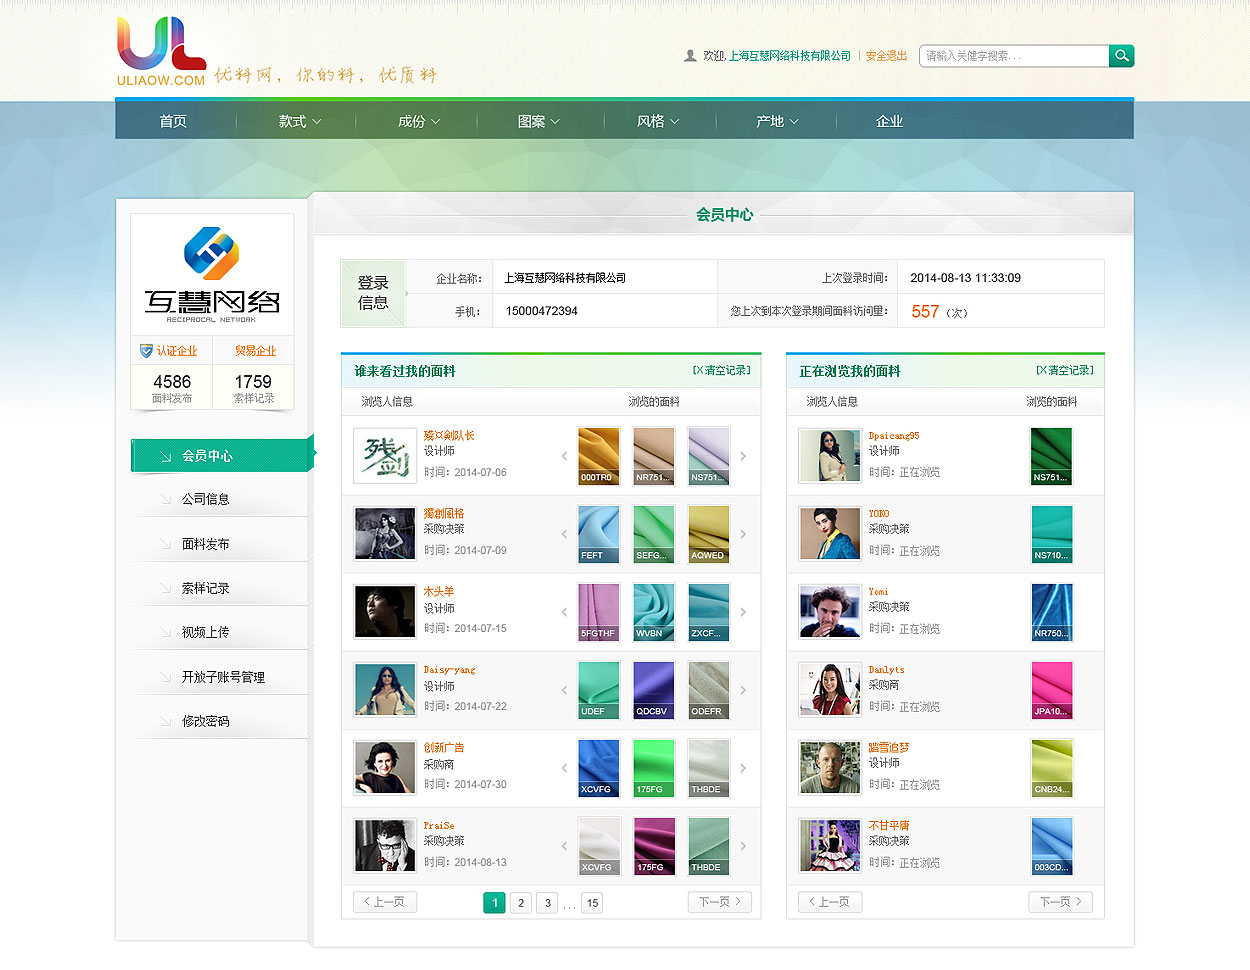 欢迎, 上海互慧网络科技有限公司 | 安全退出 请输入关健字搜索...
ULIAOW.COM 优料网，你的料，优质料
首页 款式 成份 图案 风格 产地 企业
会员中心
互慧网络
RECIPROCAL NETWORK
认证企业 贸易企业
4586 1759
面料发布 索样记录
会员中心
公司信息
面料发布
索样记录
视频上传
开放子账号管理
修改密码
登录
信息
企业名称： 上海互慧网络科技有限公司 上次登录时间： 2014-08-13 11:33:09
手机： 15000472394 您上次到本次登录期间面料访问里： 557（次）
谁来看过我的面料 [X清空记录]
浏览人信息 浏览的面料
残剑
设计师
时间：2014-07-06
000TR0 NR751... NS751...
獨創風格
采购决策
时间：2014-07-09
FEFT SEFG... AQWED
木头羊
设计师
时间：2014-07-15
5FGTHF WVBN ZXCF...
Daisy-yang
设计师
时间：2014-07-22
UDEF QDCBV ODEFR
创新广告
采购商
时间：2014-07-30
XCVFG 175FG THBDE
PraiSe
采购决策
时间：2014-08-13
XCVFG 175FG THBDE
上一页 1 2 3 ... 15 下一页
正在浏览我的面料 [X清空记录]
浏览人信息 浏览的面料
Dpaicang95
设计师
时间：正在浏览
NS751...
YOKO
采购决策
时间：正在浏览
NS710...
Yomi
采购决策
时间：正在浏览
NR750...
Danlyts
采购商
时间：正在浏览
JPA10...
踏雪追梦
设计师
时间：正在浏览
CNB24...
不甘平庸
采购决策
时间：正在浏览
003CD...
上一页 下一页